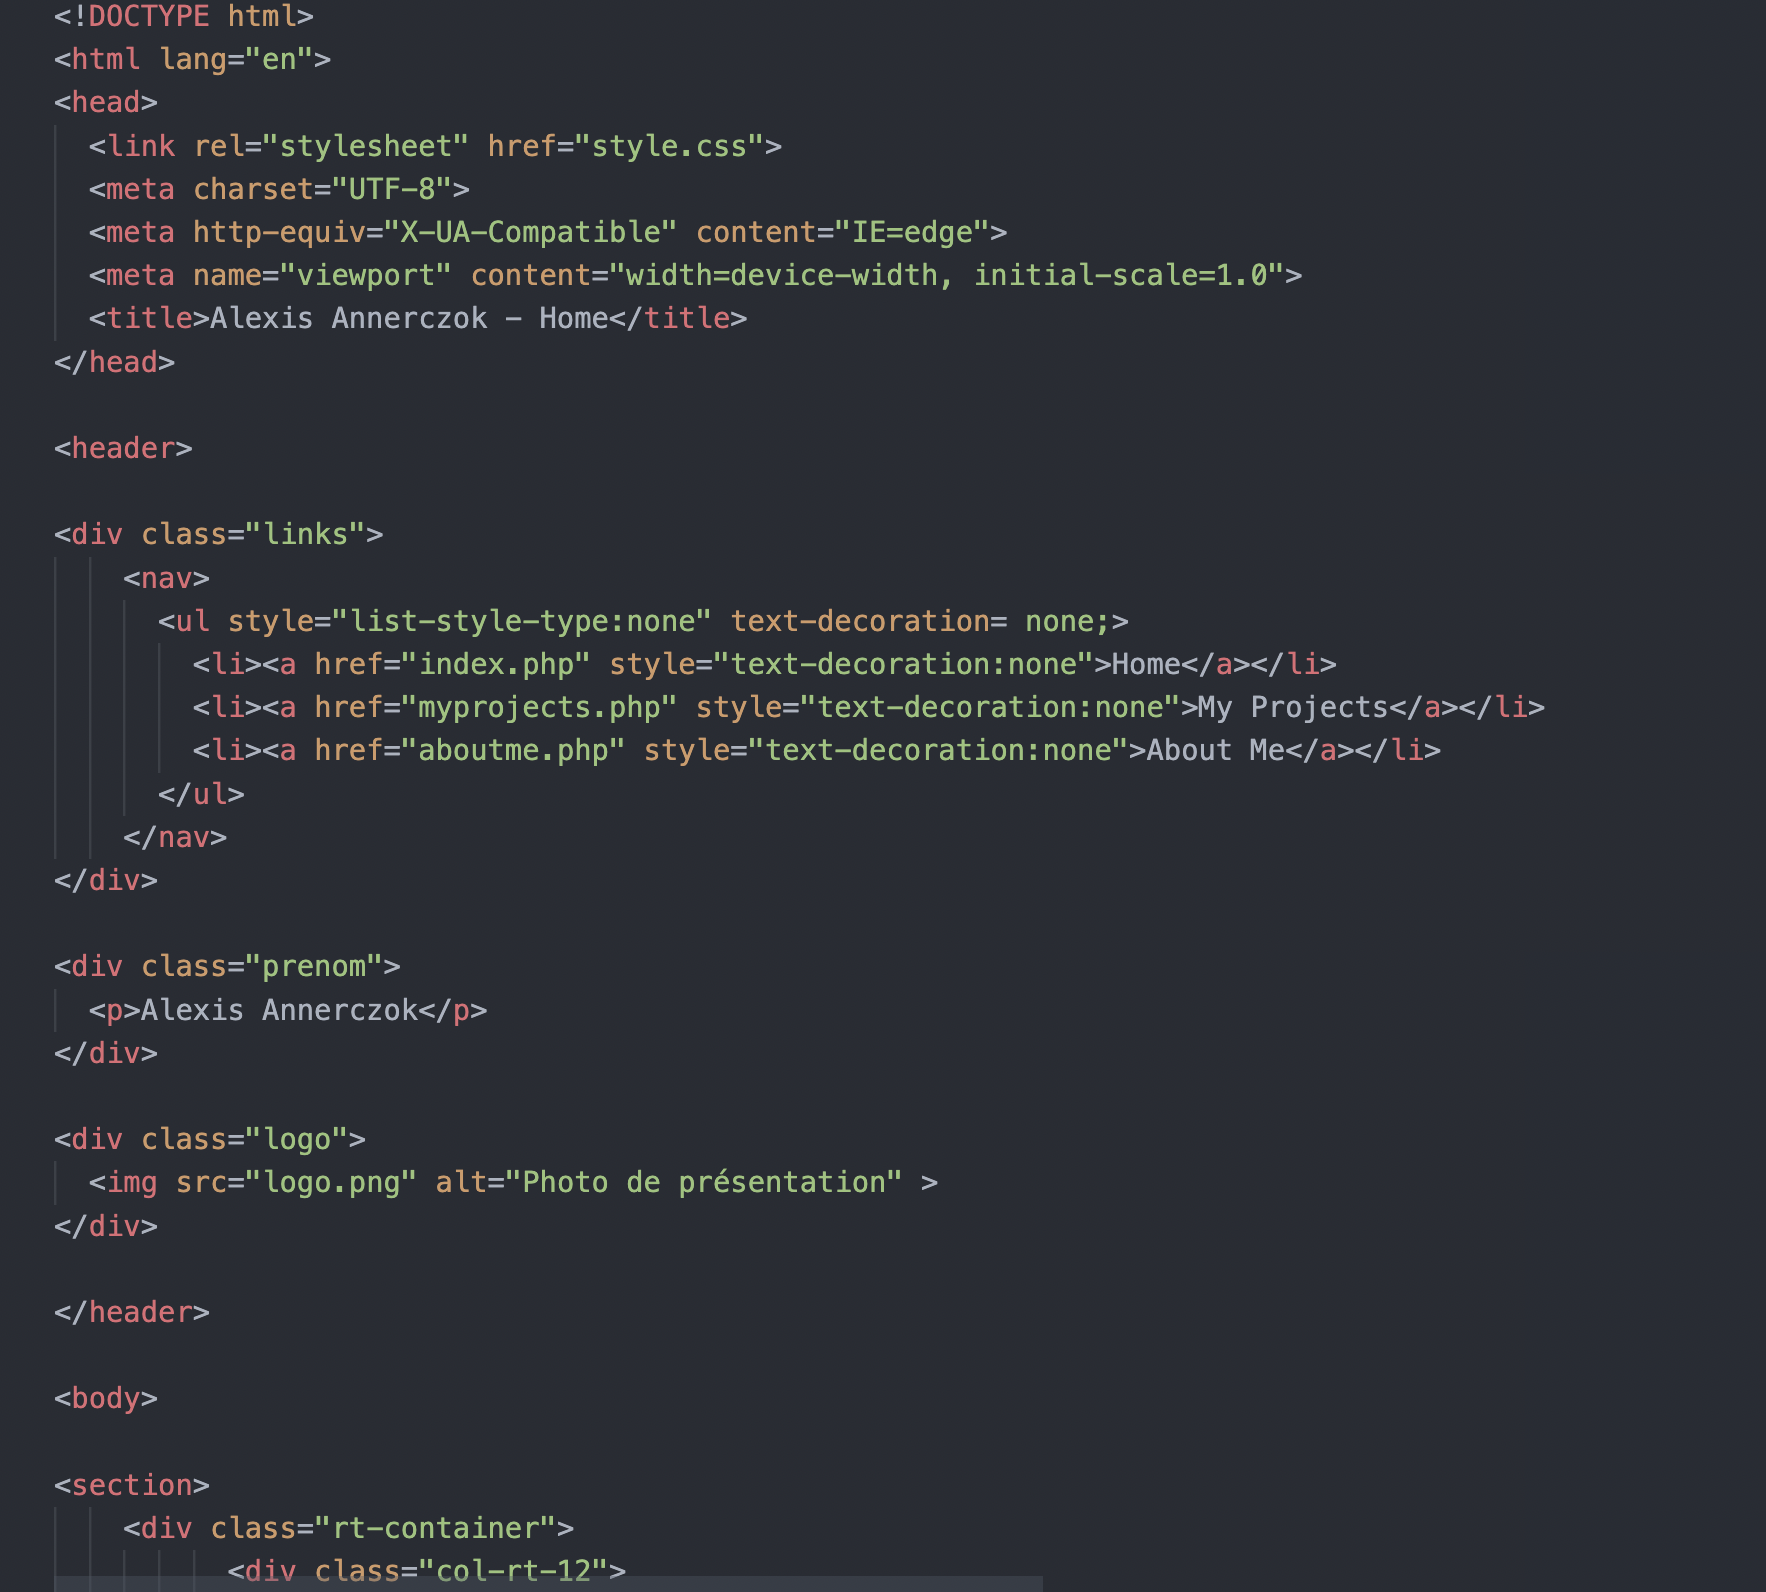 <!DOCTYPE html>
<html lang="en">
<head>
  <link rel="stylesheet" href="style.css">
  <meta charset="UTF-8">
  <meta http-equiv="X-UA-Compatible" content="IE=edge">
  <meta name="viewport" content="width=device-width, initial-scale=1.0">
  <title>Alexis Annerczok - Home</title>
</head>

<header>

<div class="links">
    <nav>
      <ul style="list-style-type:none" text-decoration= none;>
        <li><a href="index.php" style="text-decoration:none">Home</a></li>
        <li><a href="myprojects.php" style="text-decoration:none">My Projects</a></li>
        <li><a href="aboutme.php" style="text-decoration:none">About Me</a></li>
      </ul>
    </nav>
</div>

<div class="prenom">
  <p>Alexis Annerczok</p>
</div>

<div class="logo">
  <img src="logo.png" alt="Photo de présentation" >
</div>

</header>

<body>

<section>
    <div class="rt-container">
          <div class="col-rt-12">